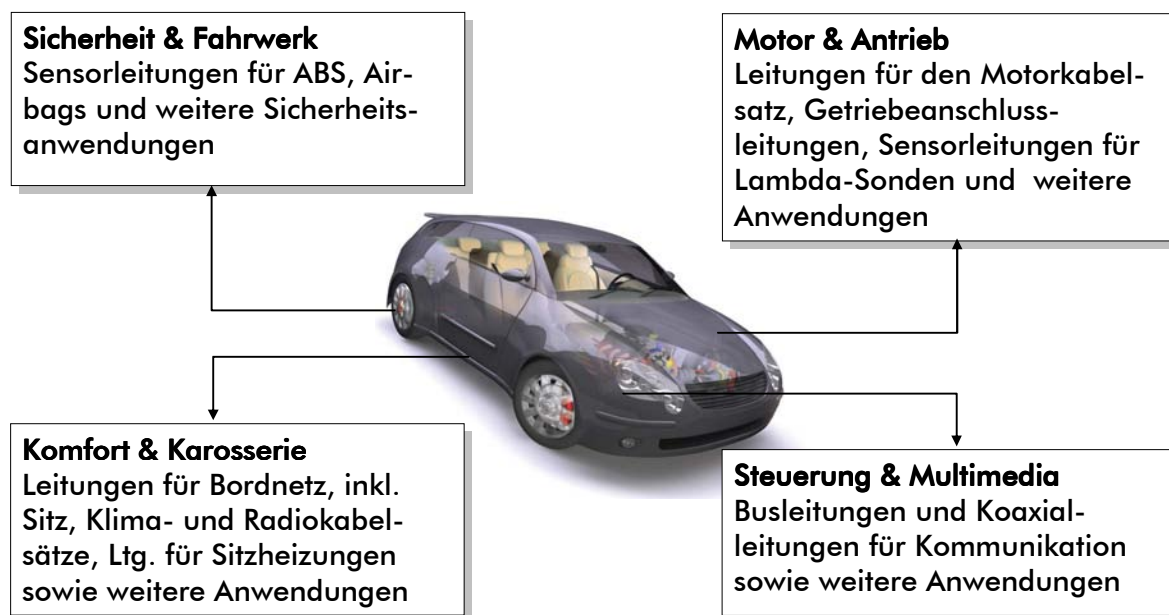 Sicherheit & Fahrwerk
Sensorleitungen für ABS, Air-
bags und weitere Sicherheits-
anwendungen
Motor & Antrieb
Leitungen für den Motorkabel-
satz, Getriebeanschluss-
leitungen, Sensorleitungen für
Lambda-Sonden und weitere
Anwendungen
Komfort & Karosserie
Leitungen für Bordnetz, inkl.
Sitz, Klima- und Radiokabel-
sätze, Ltg. für Sitzheizungen
sowie weitere Anwendungen
Steuerung & Multimedia
Busleitungen und Koaxial-
leitungen für Kommunikation
sowie weitere Anwendungen